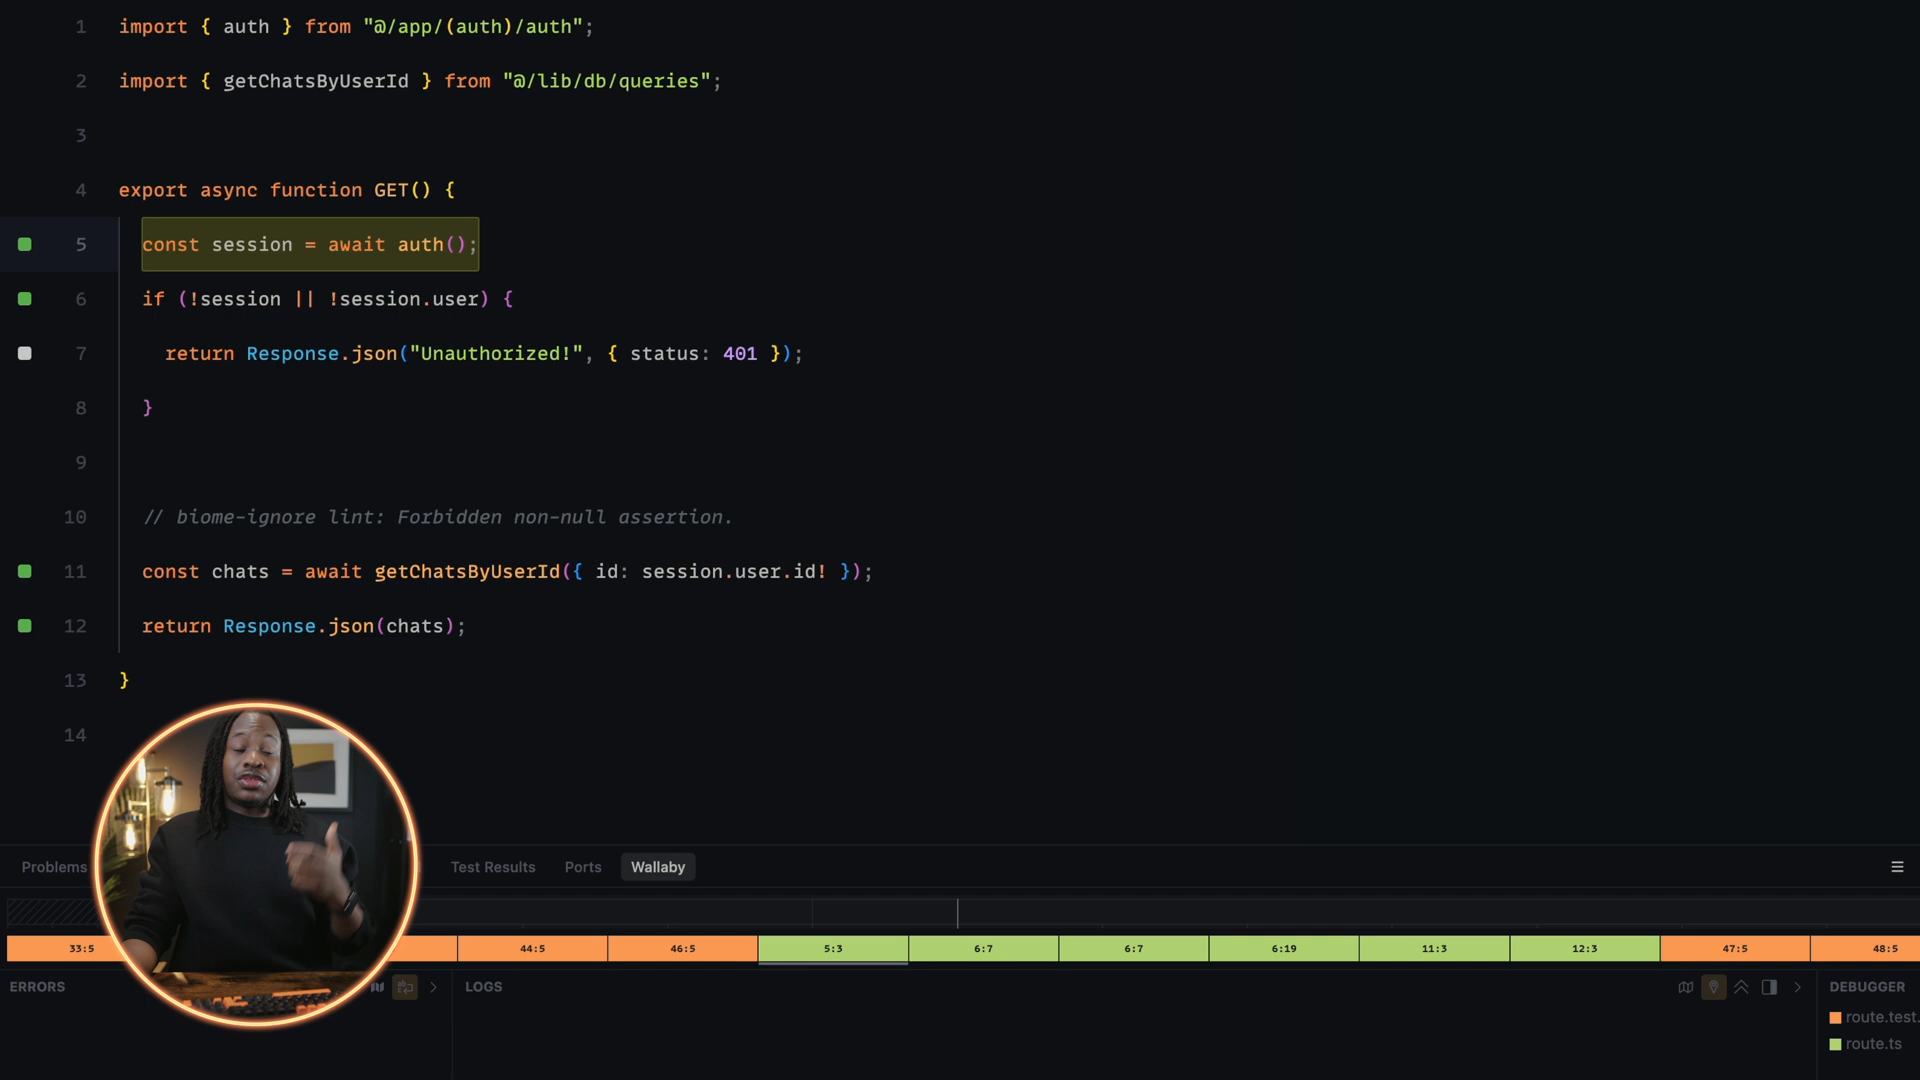 1 import { auth } from "@/app/(auth)/auth";
2 import { getChatsByUserId } from "@/lib/db/queries";
3
4 export async function GET() {
5 const session = await auth();
6 if (!session || !session.user) {
7 return Response.json("Unauthorized!", { status: 401 });
8 }
9
10 // biome-ignore lint: Forbidden non-null assertion.
11 const chats = await getChatsByUserId({ id: session.user.id! });
12 return Response.json(chats);
13 }
14
Problems Test Results Ports Wallaby
33:5 44:5 46:5 5:3 6:7 6:7 6:19 11:3 12:3 47:5 48:5
ERRORS LOGS DEBUGGER
route.test.
route.ts